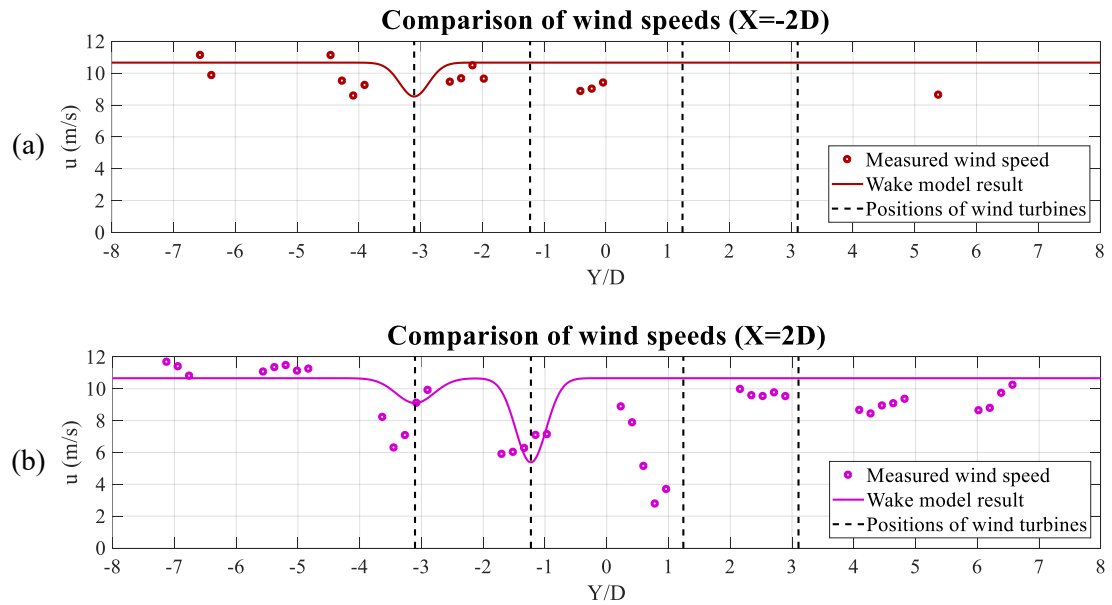 Comparison of wind speeds (X=-2D)
(a)
u (m/s)
12
10
8
6
4
2
0
Measured wind speed
Wake model result
Positions of wind turbines
-8 -7 -6 -5 -4 -3 -2 -1 0 1 2 3 4 5 6 7 8
Y/D
Comparison of wind speeds (X=2D)
(b)
u (m/s)
12
10
8
6
4
2
0
Measured wind speed
Wake model result
Positions of wind turbines
-8 -7 -6 -5 -4 -3 -2 -1 0 1 2 3 4 5 6 7 8
Y/D